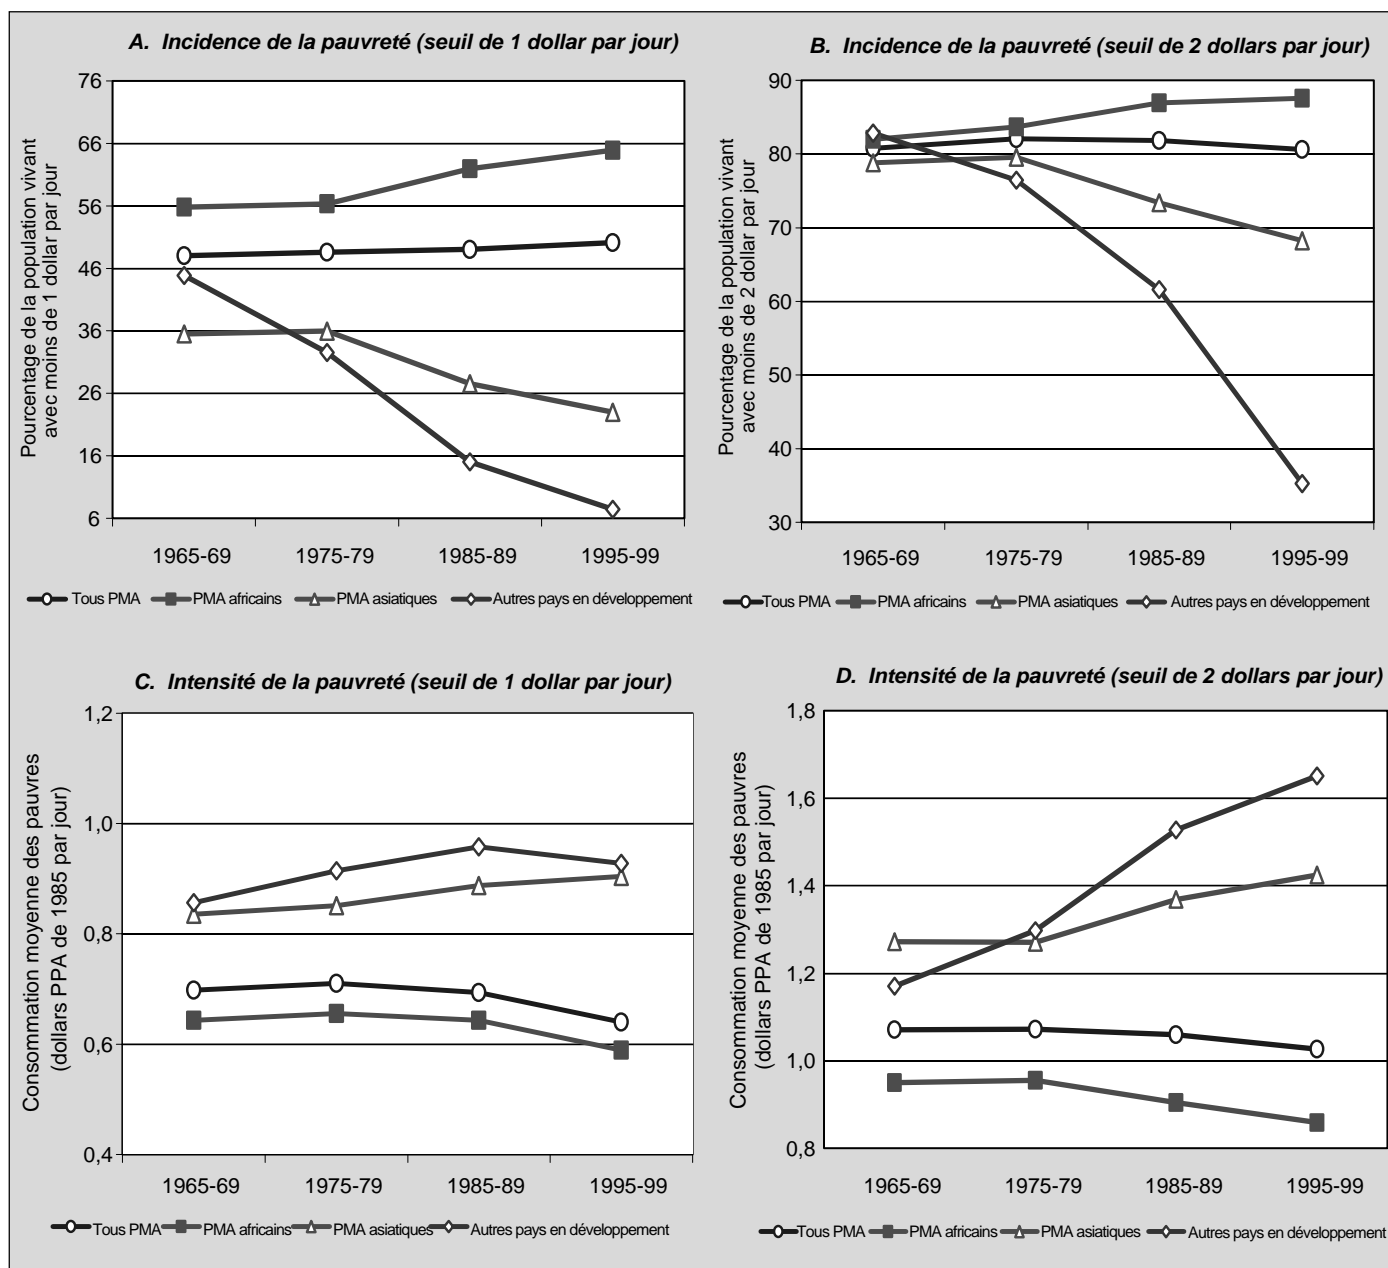 A. Incidence de la pauvreté (seuil de 1 dollar par jour)
Pourcentage de la population vivant
avec moins de 1 dollar par jour
76
66
56
46
36
26
16
6
1965-69 1975-79 1985-89 1995-99
Tous PMA PMA africains PMA asiatiques Autres pays en développement
B. Incidence de la pauvreté (seuil de 2 dollars par jour)
Pourcentage de la population vivant
avec moins de 2 dollar par jour
90
80
70
60
50
40
30
1965-69 1975-79 1985-89 1995-99
Tous PMA PMA africains PMA asiatiques Autres pays en développement
C. Intensité de la pauvreté (seuil de 1 dollar par jour)
Consommation moyenne des pauvres
(dollars PPA de 1985 par jour)
1,2
1,0
0,8
0,6
0,4
1965-69 1975-79 1985-89 1995-99
Tous PMA PMA africains PMA asiatiques Autres pays en développement
D. Intensité de la pauvreté (seuil de 2 dollars par jour)
Consommation moyenne des pauvres
(dollars PPA de 1985 par jour)
1,8
1,6
1,4
1,2
1,0
0,8
1965-69 1975-79 1985-89 1995-99
Tous PMA PMA africains PMA asiatiques Autres pays en développement